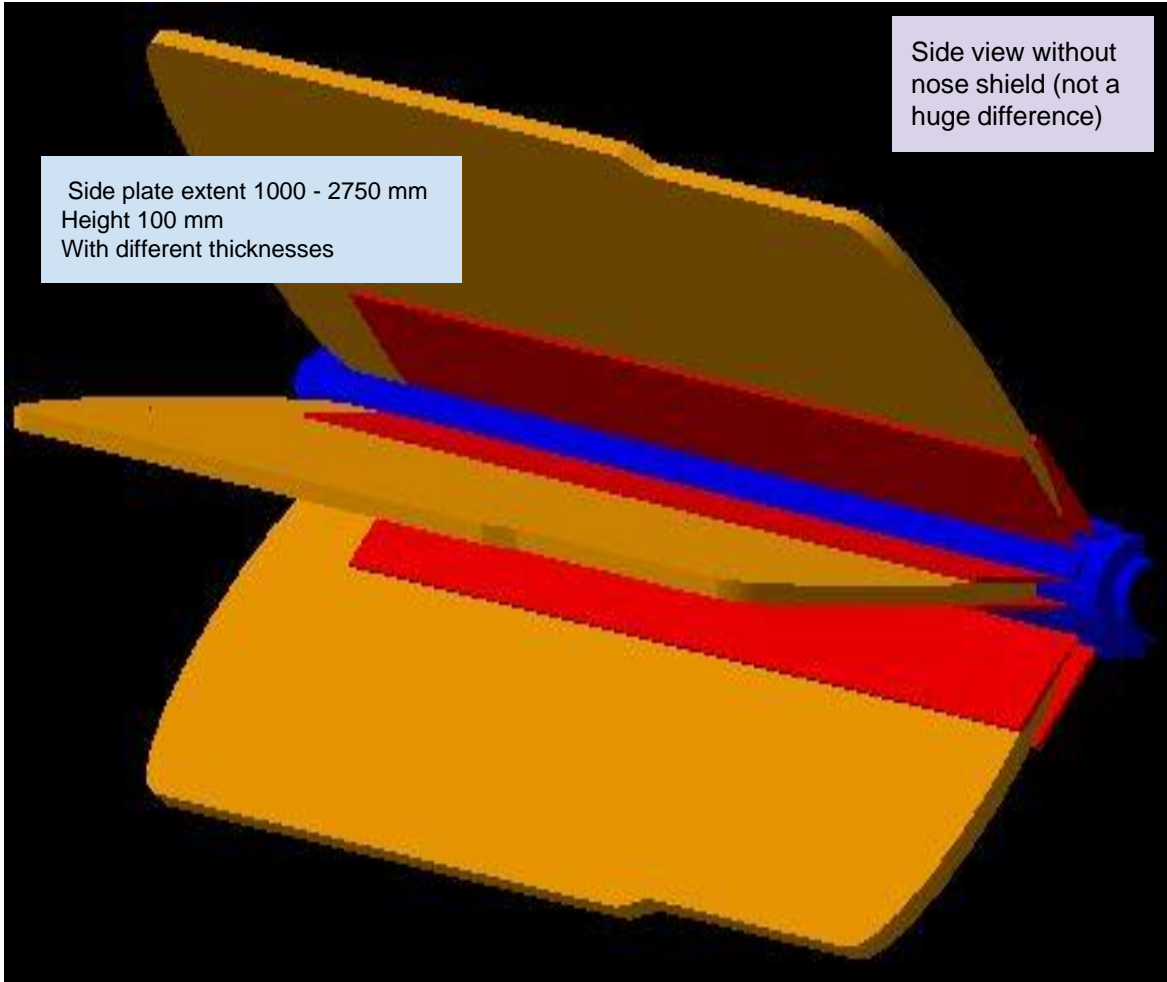 Side view without
nose shield (not a
huge difference)
Side plate extent 1000 - 2750 mm
Height 100 mm
With different thicknesses